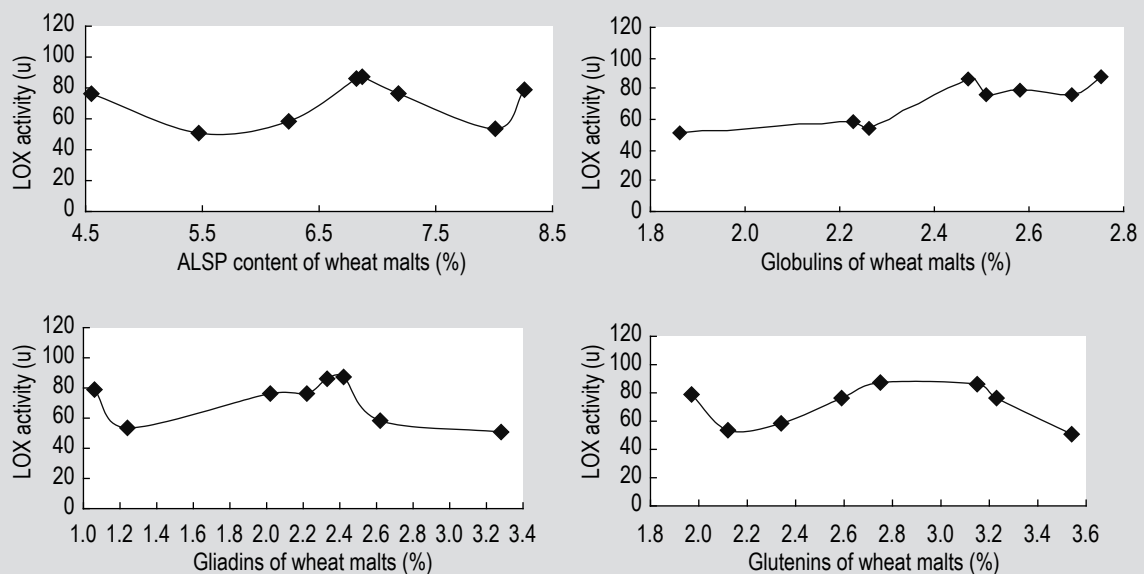 LOX activity (u)
120
100
80
60
40
20
0
4.5 5.5 6.5 7.5 8.5
ALSP content of wheat malts (%)
LOX activity (u)
120
100
80
60
40
20
0
1.8 2.0 2.2 2.4 2.6 2.8
Globulins of wheat malts (%)
LOX activity (u)
120
100
80
60
40
20
0
1.0 1.2 1.4 1.6 1.8 2.0 2.2 2.4 2.6 2.8 3.0 3.2 3.4
Gliadins of wheat malts (%)
LOX activity (u)
120
100
80
60
40
20
0
1.8 2.0 2.2 2.3 2.6 2.4 3.0 3.2 3.4 3.6
Glutenins of wheat malts (%)